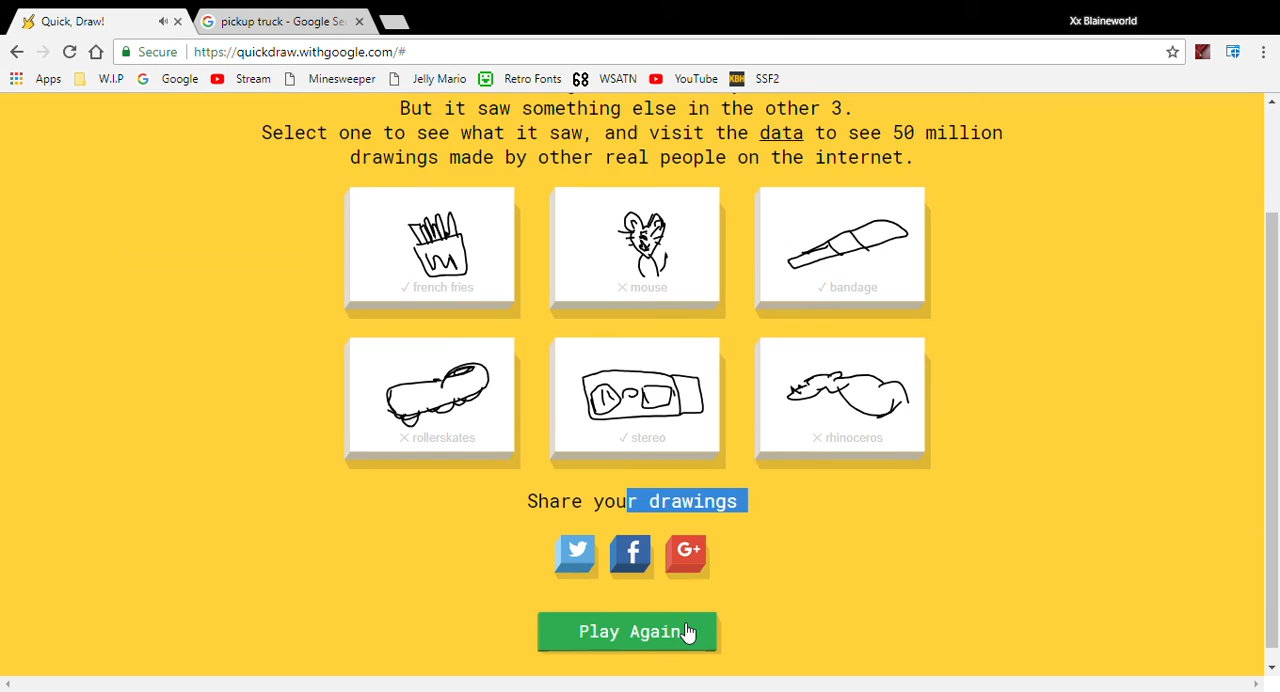 Quick, Draw!
pickup truck - Google Se
Xx Blaineworld
Secure
https://quickdraw.withgoogle.com/#
Apps
W.I.P
Google
Stream
Minesweeper
Jelly Mario
Retro Fonts
68
WSATN
YouTube
KBH
SSF2
But it saw something else in the other 3.
Select one to see what it saw, and visit the data to see 50 million
drawings made by other real people on the internet.
✓ french fries
✕ mouse
✓ bandage
✕ rollerskates
✓ stereo
✕ rhinoceros
Share your drawings
f
G+
Play Again